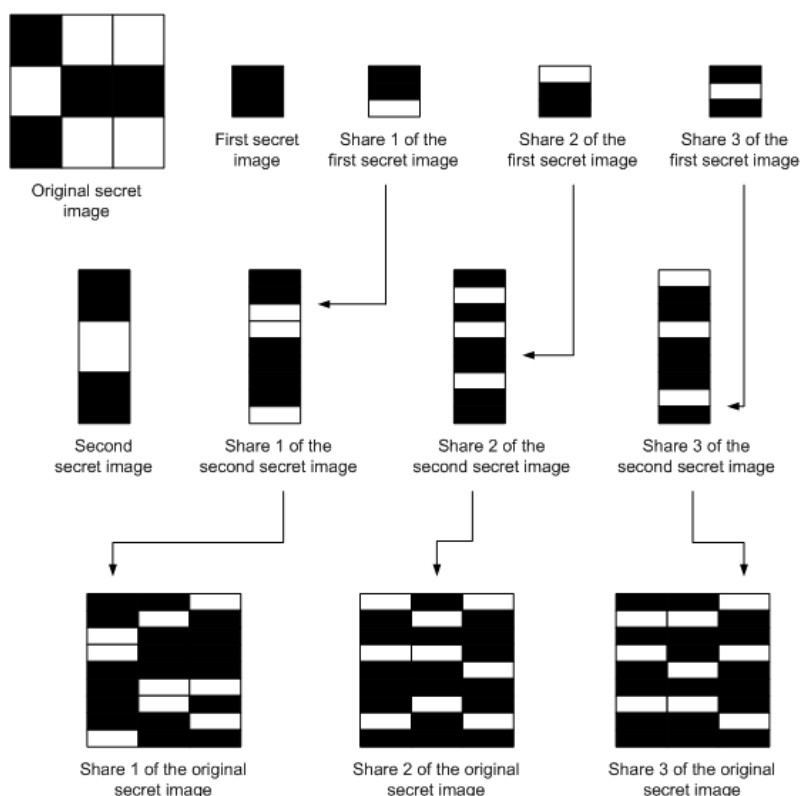 Original secret
image
First secret
image
Share 1 of the
first secret image
Share 2 of the
first secret image
Share 3 of the
first secret image
Second
secret image
Share 1 of the
second secret image
Share 2 of the
second secret image
Share 3 of the
second secret image
Share 1 of the original
secret image
Share 2 of the original
secret image
Share 3 of the original
secret image